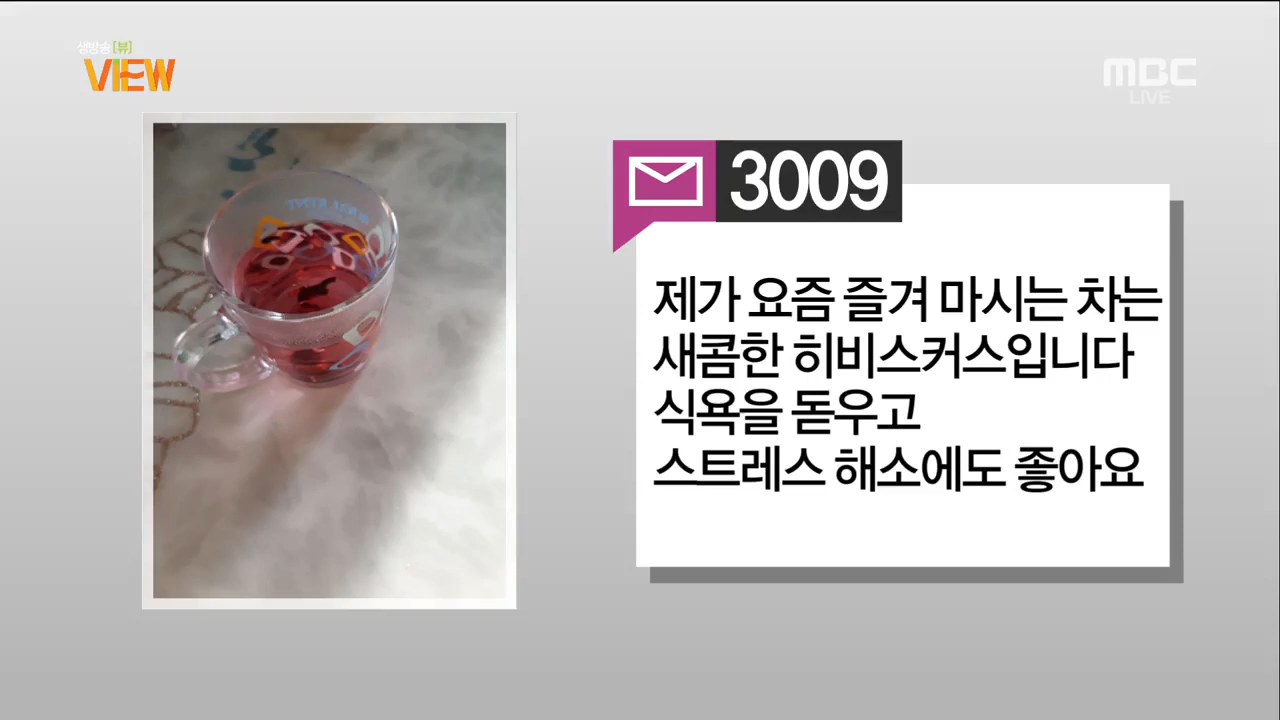 생방송 [뷰]
VIEW
MBC
LIVE
3009
제가 요즘 즐겨 마시는 차는
새콤한 히비스커스입니다
식욕을 돋우고
스트레스 해소에도 좋아요